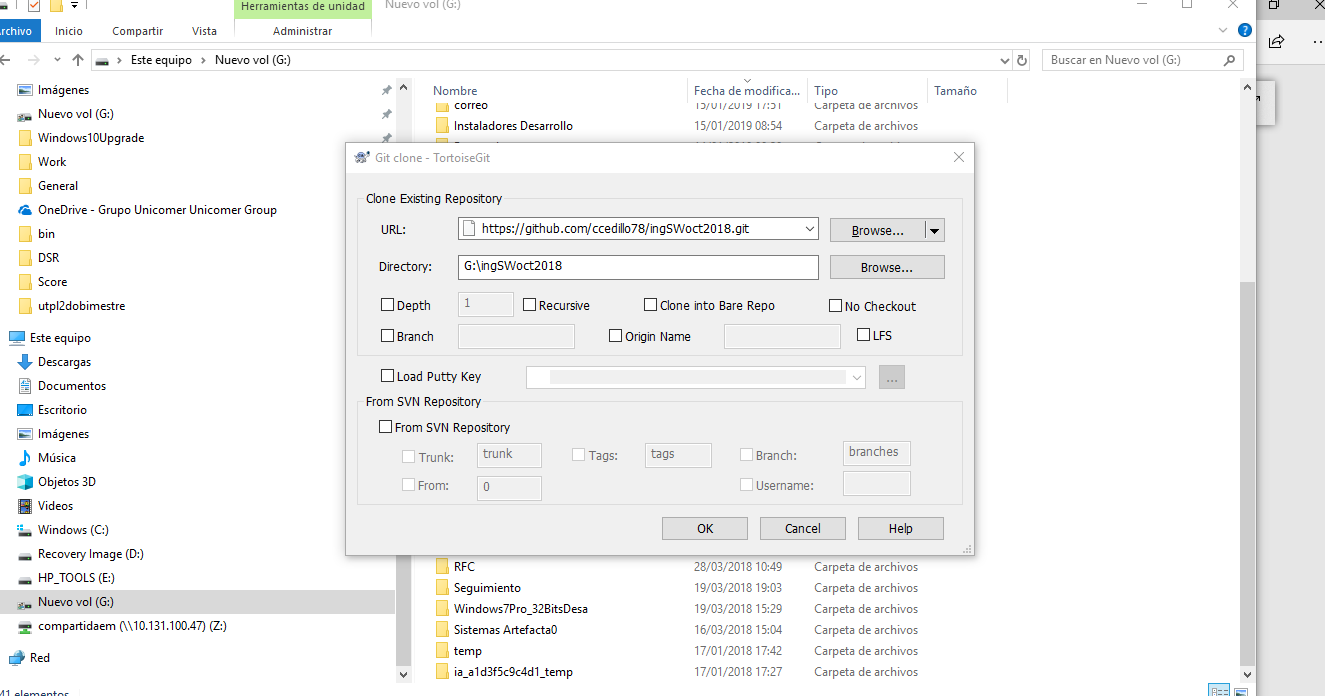 Herramientas de unidad
Nuevo vol (G:)
Archivo
Inicio
Compartir
Vista
Administrar
Este equipo
Nuevo vol (G:)
Buscar en Nuevo vol (G:)
Imágenes
Nuevo vol (G:)
Windows10Upgrade
Work
General
OneDrive - Grupo Unicomer Unicomer Group
bin
DSR
Score
utpl2dobimestre
Este equipo
Descargas
Documentos
Escritorio
Imágenes
Música
Objetos 3D
Videos
Windows (C:)
Recovery Image (D:)
HP_TOOLS (E:)
Nuevo vol (G:)
compartidaem (\\10.131.100.47) (Z:)
Red
41 elementos
Nombre Fecha de modifica... Tipo Tamaño
correo 15/01/2019 17:51 Carpeta de archivos
Instaladores Desarrollo 15/01/2019 08:54 Carpeta de archivos
Git clone - TortoiseGit
Clone Existing Repository
URL: https://github.com/ccedillo78/ingSWoct2018.git Browse...
Directory: G:\ingSWoct2018 Browse...
Depth 1 Recursive Clone into Bare Repo No Checkout
Branch Origin Name LFS
Load Putty Key ...
From SVN Repository
From SVN Repository
Trunk: trunk Tags: tags Branch: branches
From: 0 Username:
OK Cancel Help
RFC 28/03/2018 10:49 Carpeta de archivos
Seguimiento 19/03/2018 19:03 Carpeta de archivos
Windows7Pro_32BitsDesa 19/03/2018 15:29 Carpeta de archivos
Sistemas Artefacta0 16/03/2018 15:04 Carpeta de archivos
temp 17/01/2018 17:42 Carpeta de archivos
ia_a1d3f5c9c4d1_temp 17/01/2018 17:27 Carpeta de archivos